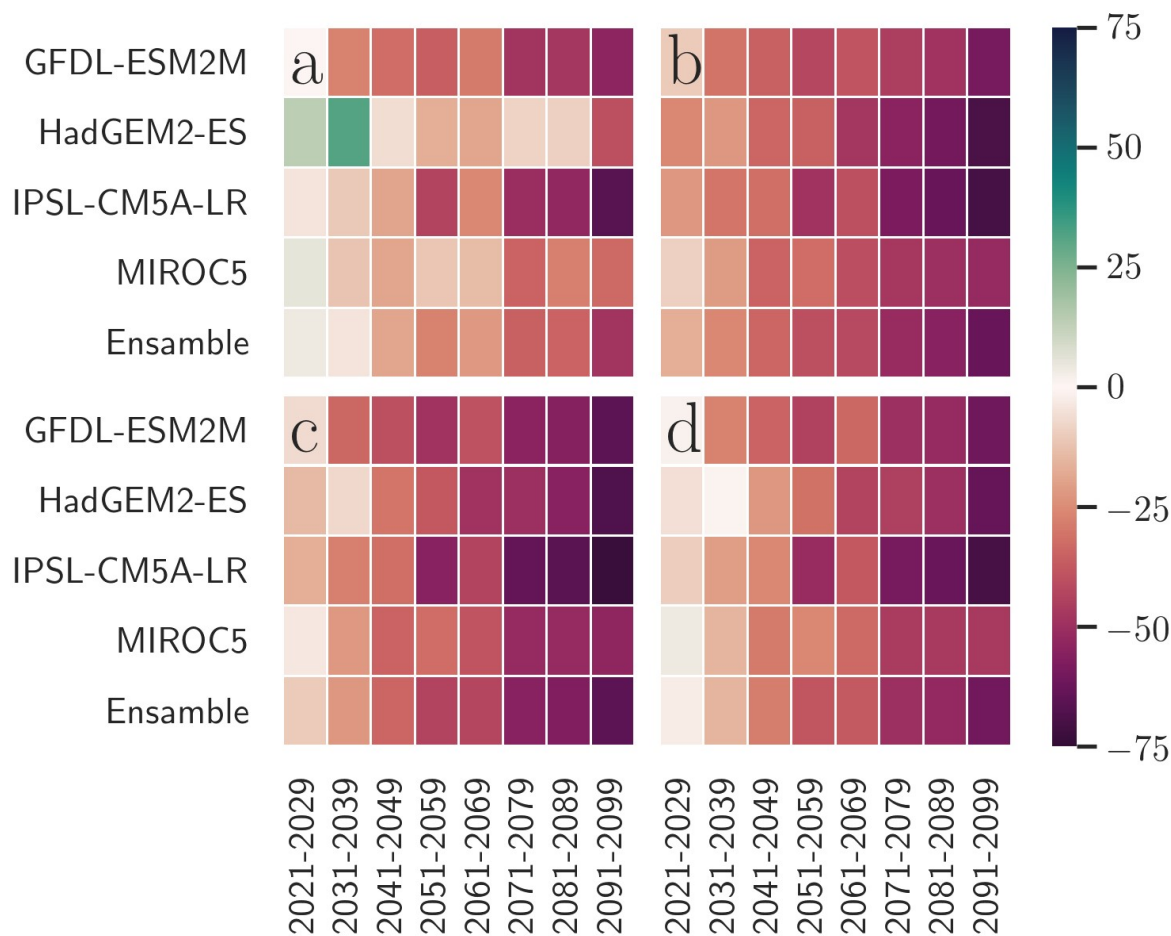 a
b
GFDL-ESM2M
HadGEM2-ES
IPSL-CM5A-LR
MIROC5
Ensamble
c
d
GFDL-ESM2M
HadGEM2-ES
IPSL-CM5A-LR
MIROC5
Ensamble
2021-2029
2031-2039
2041-2049
2051-2059
2061-2069
2071-2079
2081-2089
2091-2099
2021-2029
2031-2039
2041-2049
2051-2059
2061-2069
2071-2079
2081-2089
2091-2099
75
50
25
0
−25
−50
−75